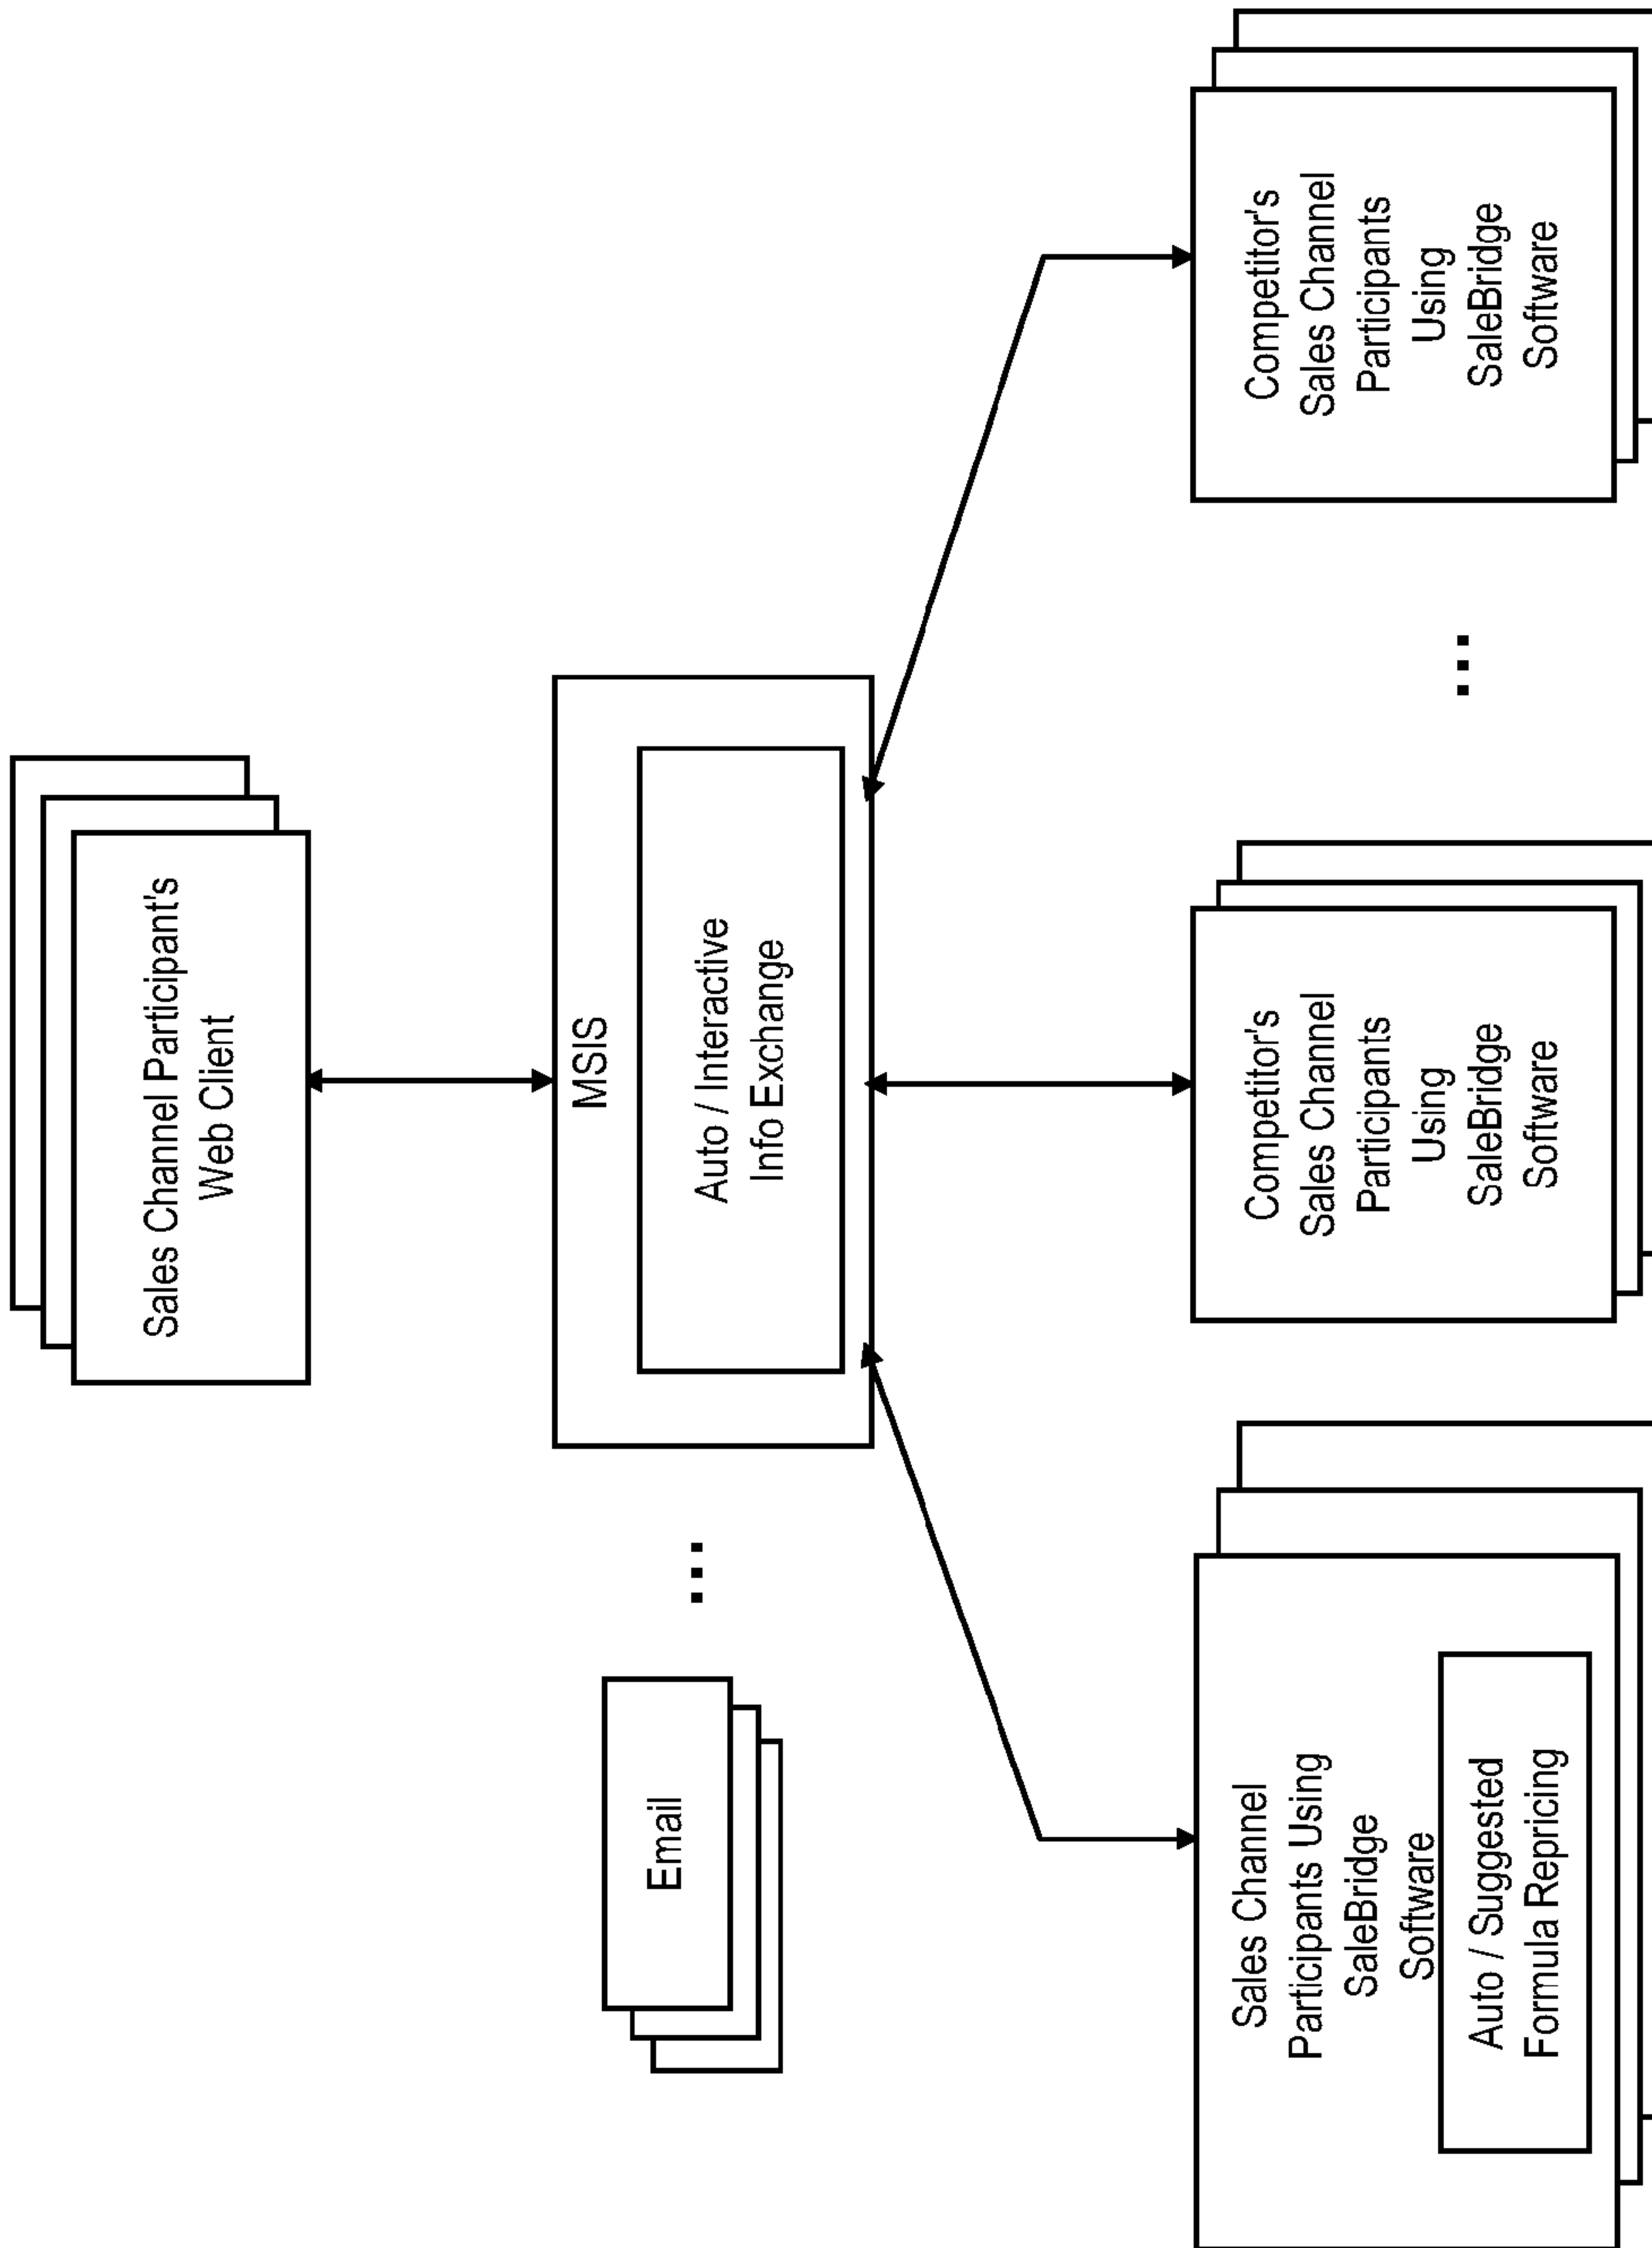 Sales Channel Participant's
Web Client
Email
...
MSIS
Auto / Interactive
Info Exchange
Sales Channel
Participants Using
SaleBridge
Software
Auto / Suggested
Formula Repricing
Competitor's
Sales Channel
Participants
Using
SaleBridge
Software
...
Competitor's
Sales Channel
Participants
Using
SaleBridge
Software